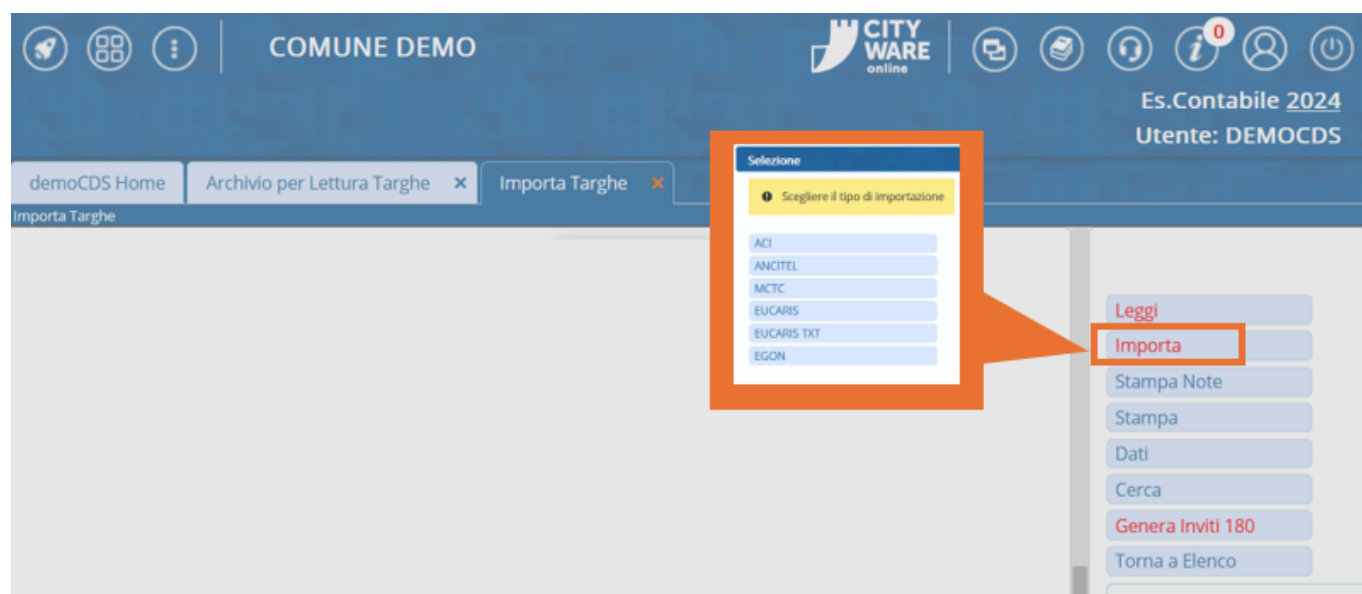 COMUNE DEMO
CITY
WARE
online
0
Es.Contabile 2024
Utente: DEMOCDS
demoCDS Home
Archivio per Lettura Targhe
Importa Targhe
Importa Targhe
Selezione
Scegliere il tipo di importazione
ACI
ANCITEL
MCTC
EUCARIS
EUCARIS TXT
EGON
Leggi
Importa
Stampa Note
Stampa
Dati
Cerca
Genera Inviti 180
Torna a Elenco